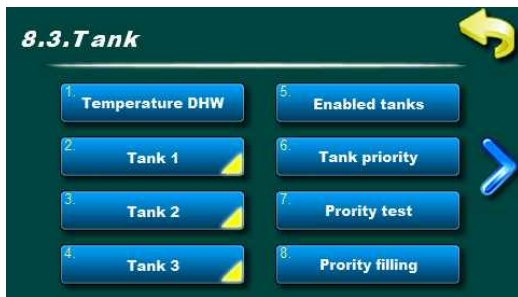 8.3.Tank
1. Temperature DHW
2. Tank 1
3. Tank 2
4. Tank 3
5. Enabled tanks
6. Tank priority
7. Prority test
8. Prority filling